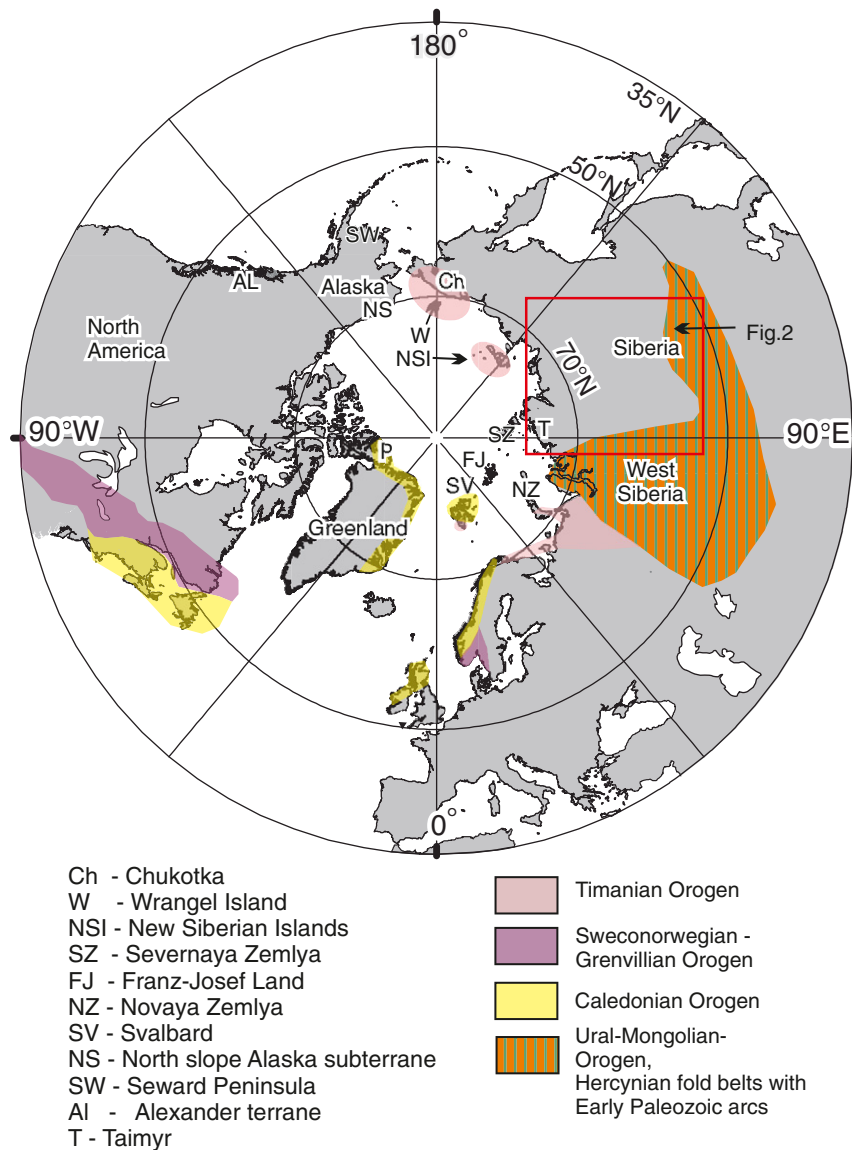 180°
35°N
50°N
SW
AL
Alaska
Ch
NS
North
America
W
Siberia
Fig.2
NSI
70°N
90°W
P
SZ
T
90°E
FJ
West
Siberia
SV
NZ
Greenland
0°
Ch - Chukotka
W - Wrangel Island
NSI - New Siberian Islands
SZ - Severnaya Zemlya
FJ - Franz-Josef Land
NZ - Novaya Zemlya
SV - Svalbard
NS - North slope Alaska subterrane
SW - Seward Peninsula
Al - Alexander terrane
T - Taimyr
Timanian Orogen
Sweconorwegian -
Grenvillian Orogen
Caledonian Orogen
Ural-Mongolian-
Orogen,
Hercynian fold belts with
Early Paleozoic arcs